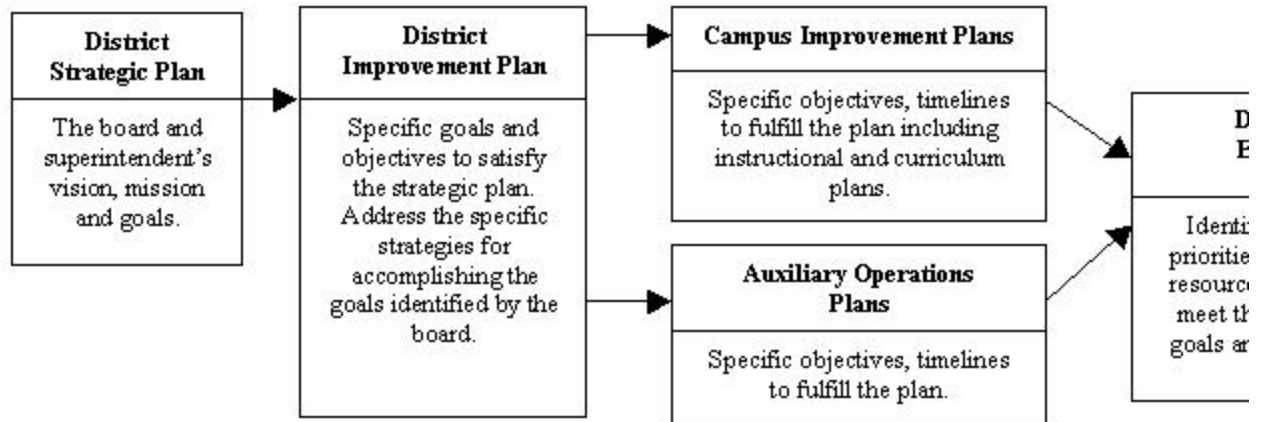 District
Strategic Plan
The board and
superintendent's
vision, mission
and goals.
District
Improvement Plan
Specific goals and
objectives to satisfy
the strategic plan.
Address the specific
strategies for
accomplishing the
goals identified by the
board.
Campus Improvement Plans
Specific objectives, timelines
to fulfill the plan including
instructional and curriculum
plans.
Auxiliary Operations
Plans
Specific objectives, timelines
to fulfill the plan.
meet
goals